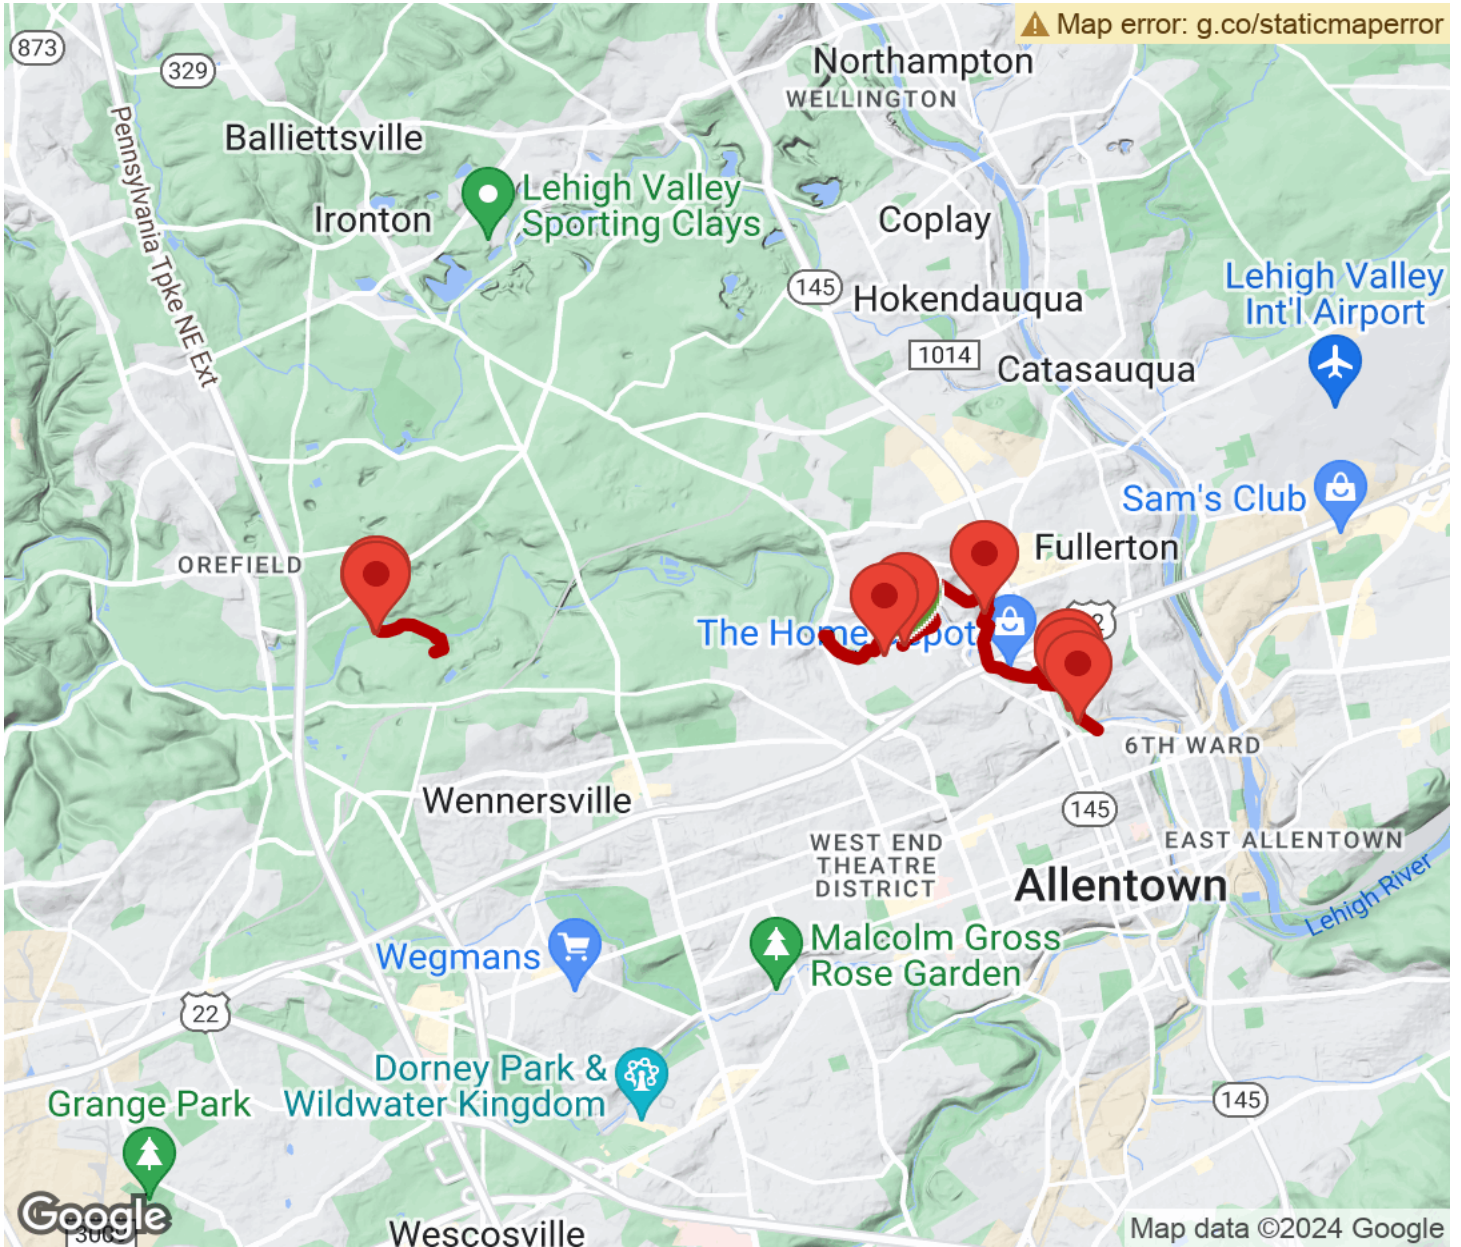 Map error: g.co/staticmaperror
873
329
Northampton
WELLINGTON
Pennsylvania Tpke NE Ext
Balliettsville
Lehigh Valley
Sporting Clays
Ironton
Coplay
145
Hokendauqua
Lehigh Valley
Int'l Airport
1014
Catasauqua
Sam's Club
OREFIELD
Fullerton
The Home
6TH WARD
Wennersville
145
WEST END
THEATRE
DISTRICT
EAST ALLENTOWN
Allentown
Lehigh River
Wegmans
Malcolm Gross
Rose Garden
22
Dorney Park &
Wildwater Kingdom
Grange Park
145
Google
Wescosville
Map data ©2024 Google